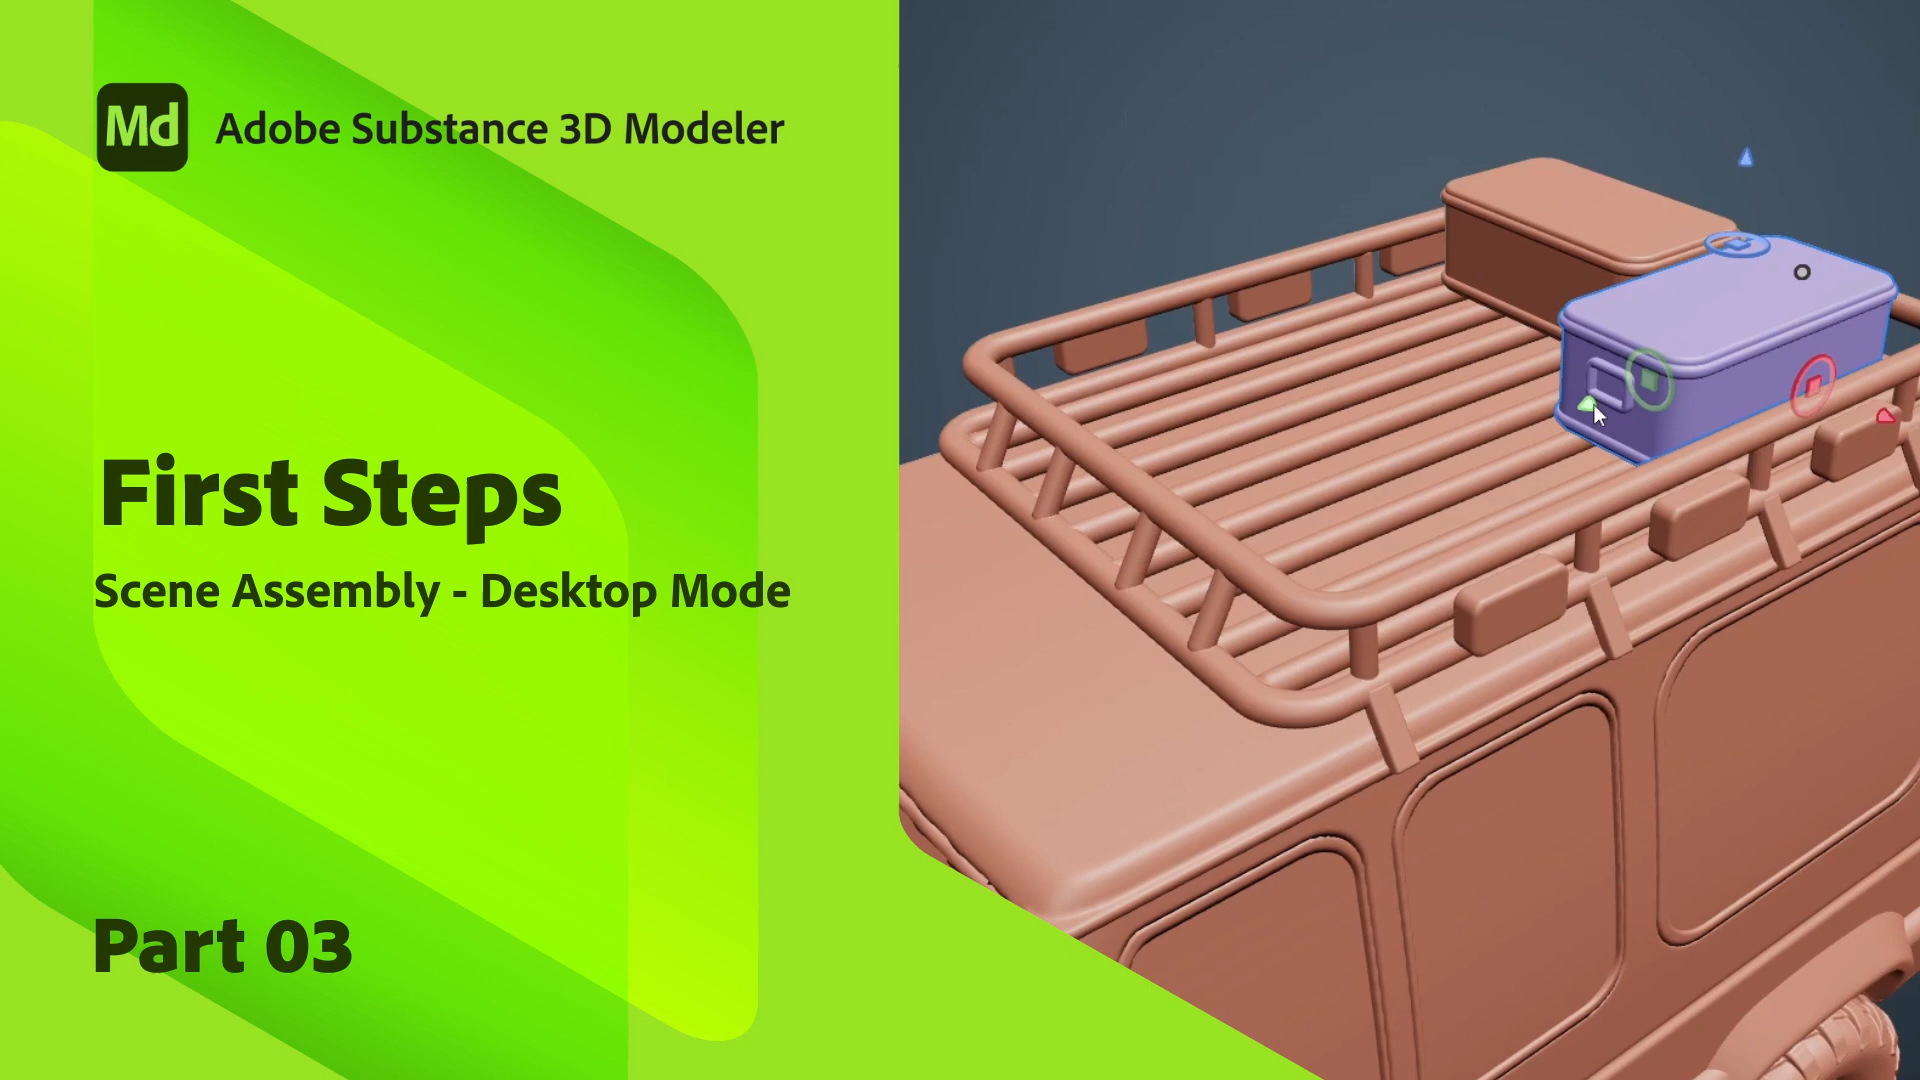 Md
Adobe Substance 3D Modeler
First Steps
Scene Assembly - Desktop Mode
Part 03